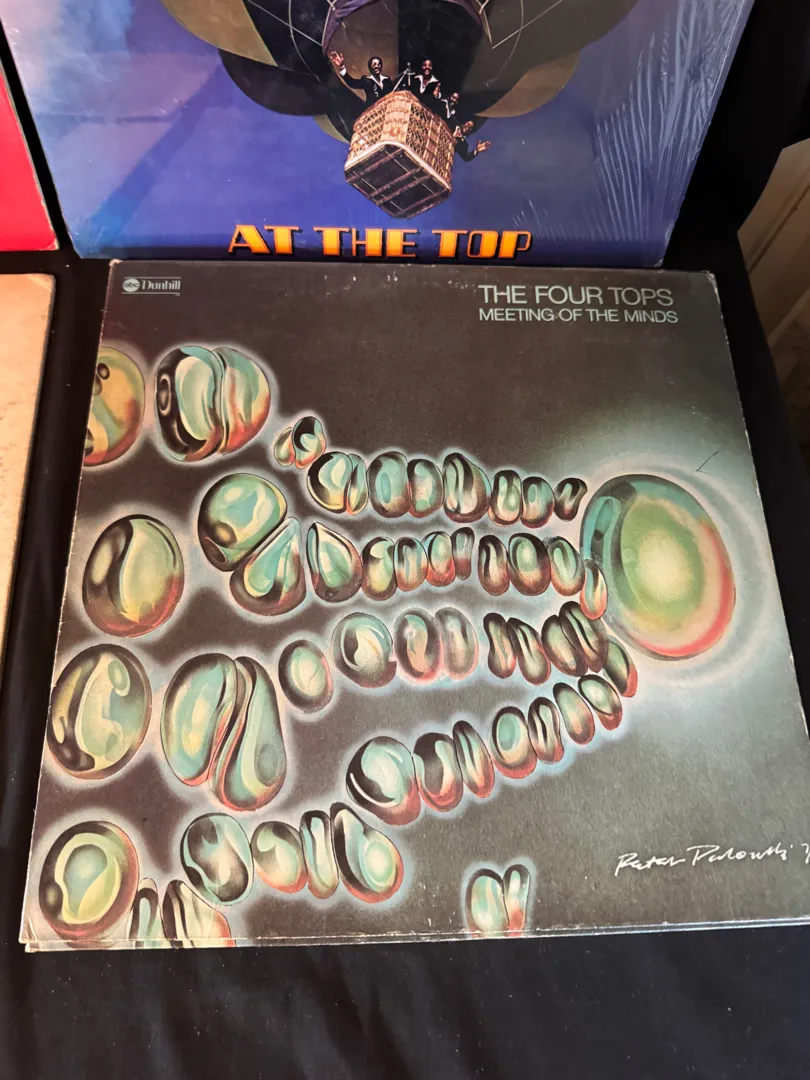 AT THE TOP
abc Dunhill
THE FOUR TOPS
MEETING OF THE MINDS